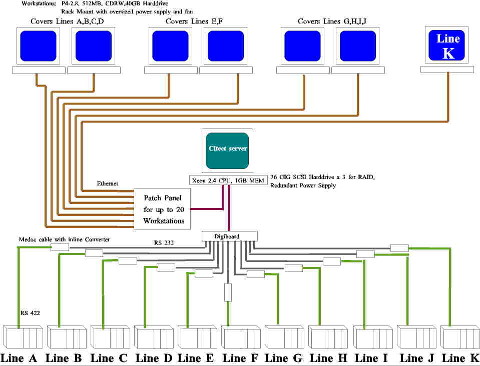 Workstations: P4-2.8, 512MB, CDRW,40GB Harddrive
Rack Mount with oversized power supply and fan
Covers Lines A,B,C,D
Covers Lines E,F
Covers Lines G,H,I,J
Line
K
Citect server
Xeon 2.4 CPU, 1GB MEM
76 GIG SCSI Harddrive x 3 for RAID,
Redundant Power Supply
Ethernet
Patch Panel
for up to 20
Workstations
Digiboard
Medoc cable with inline Converter
RS 232
RS 422
Line A Line B Line C Line D Line E Line F Line G Line H Line I Line J Line K